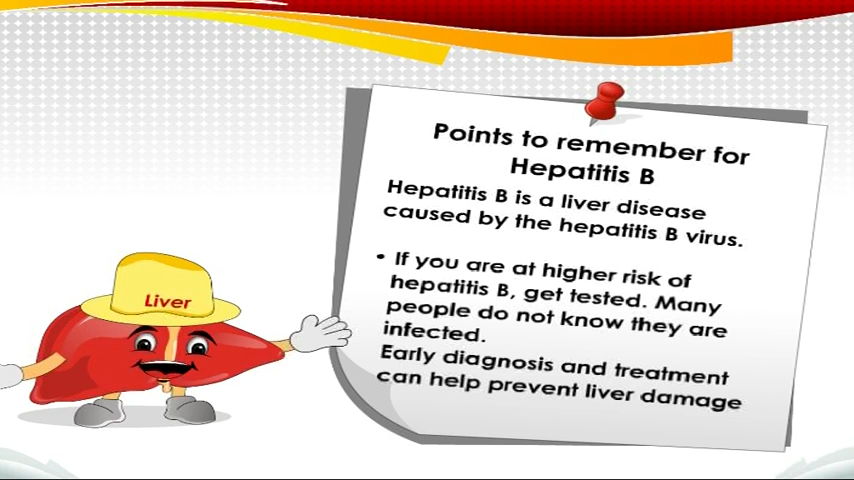 Points to remember for
Hepatitis B
Hepatitis B is a liver disease
caused by the hepatitis B virus.
• If you are at higher risk of
hepatitis B, get tested. Many
people do not know they are
infected.
Early diagnosis and treatment
can help prevent liver damage
Liver